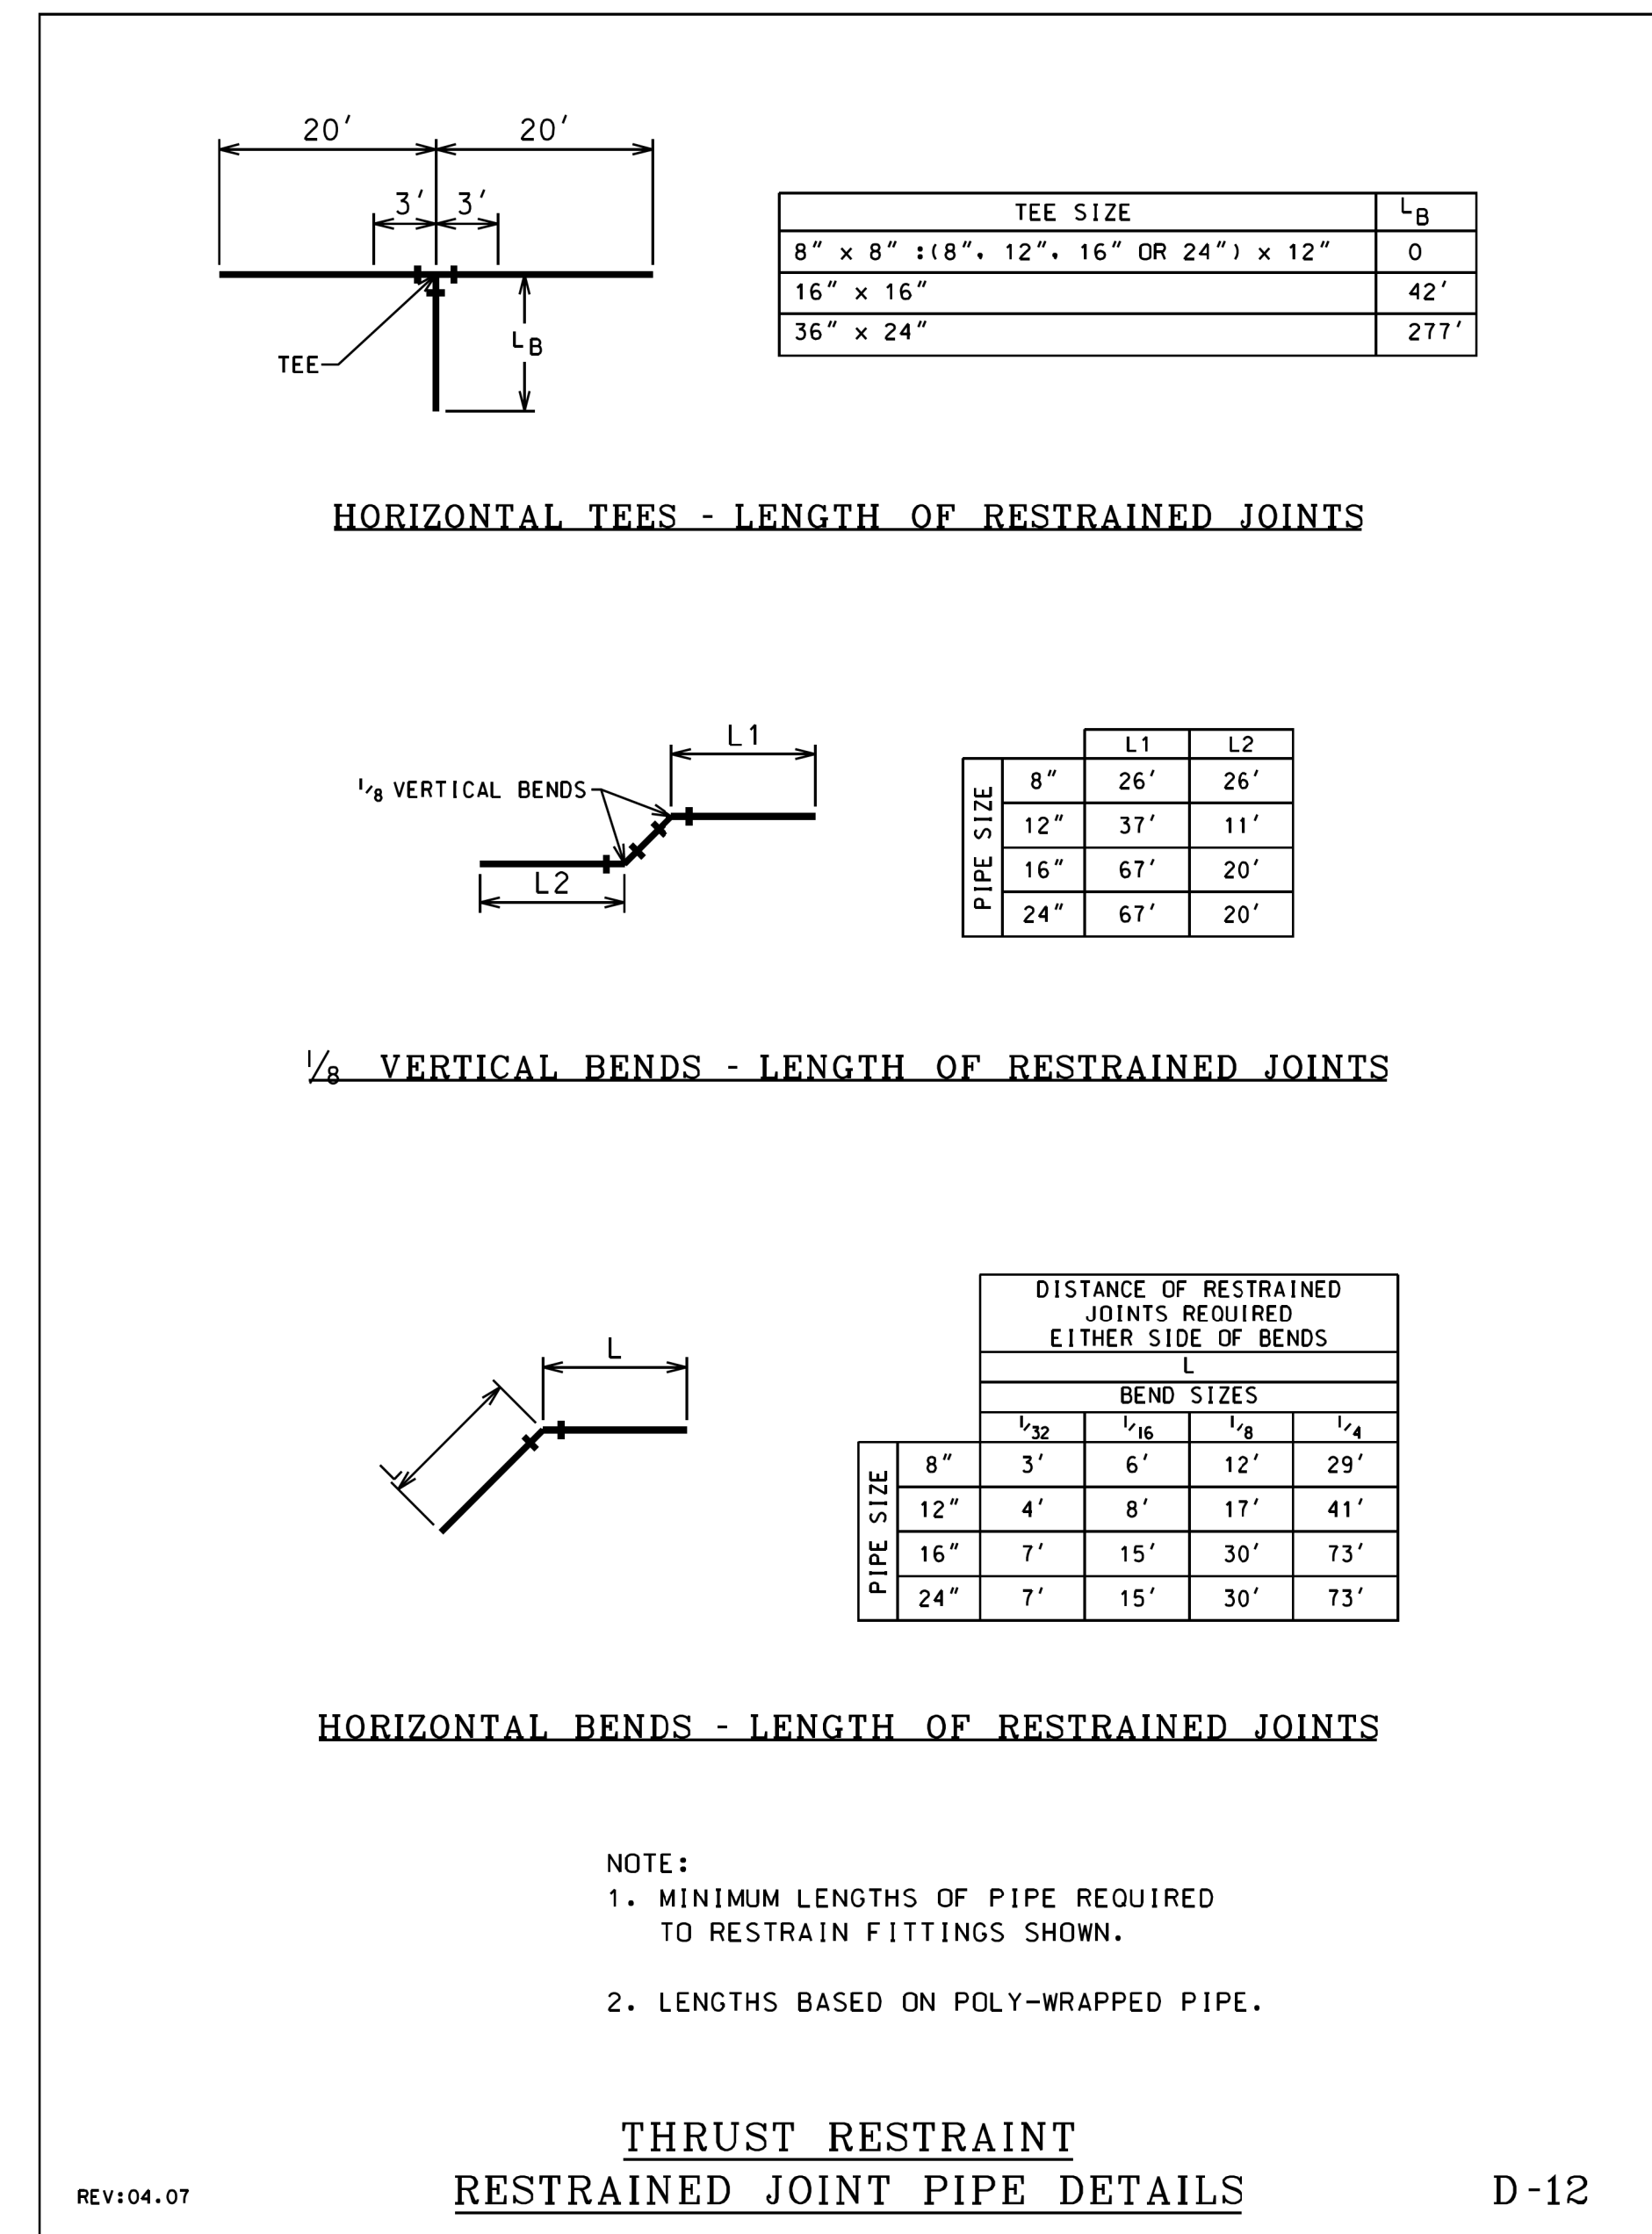 20' 20'
3' 3'
TEE
LB
TEE SIZE LB
8" x 8" :(8", 12", 16" OR 24") x 12" 0
16" x 16" 42'
36" x 24" 277'
HORIZONTAL TEES - LENGTH OF RESTRAINED JOINTS
L1
1/8 VERTICAL BENDS
L2
L1 L2
PIPE SIZE
8" 26' 26'
12" 37' 11'
16" 67' 20'
24" 67' 20'
1/8 VERTICAL BENDS - LENGTH OF RESTRAINED JOINTS
L
L
DISTANCE OF RESTRAINED
JOINTS REQUIRED
EITHER SIDE OF BENDS
L
BEND SIZES
1/32 1/16 1/8 1/4
PIPE SIZE
8" 3' 6' 12' 29'
12" 4' 8' 17' 41'
16" 7' 15' 30' 73'
24" 7' 15' 30' 73'
HORIZONTAL BENDS - LENGTH OF RESTRAINED JOINTS
NOTE:
1. MINIMUM LENGTHS OF PIPE REQUIRED
TO RESTRAIN FITTINGS SHOWN.
2. LENGTHS BASED ON POLY-WRAPPED PIPE.
THRUST RESTRAINT
RESTRAINED JOINT PIPE DETAILS
REV:04.07
D-12